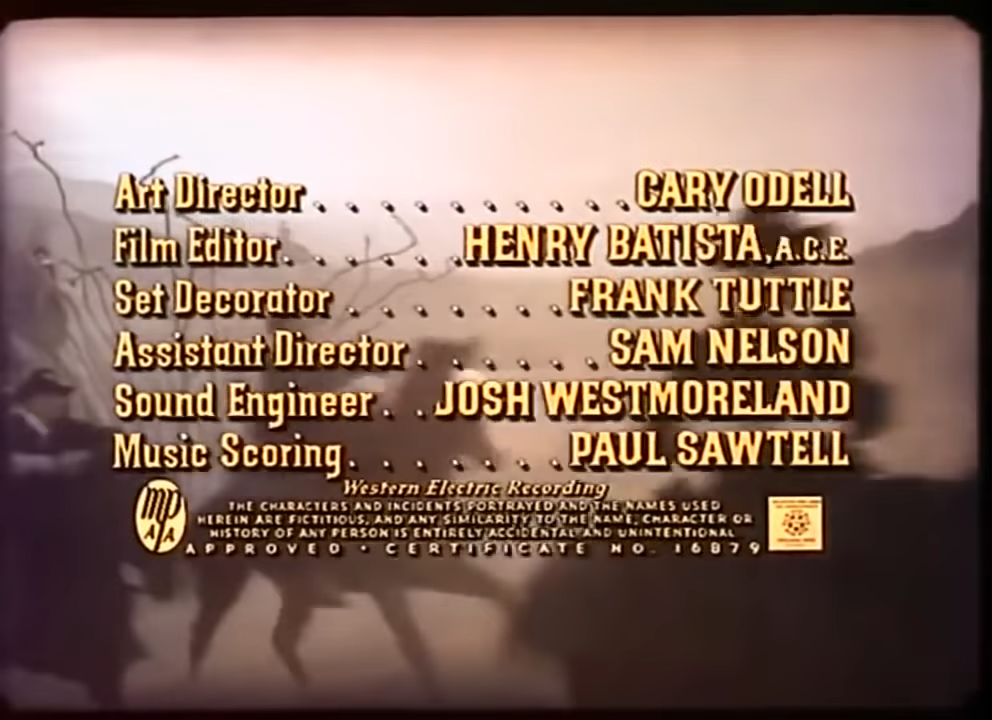 Art Director . . . . . . . . . . CARY ODELL
Film Editor. . . . . . HENRY BATISTA, A.C.E.
Set Decorator . . . . . . . FRANK TUTTLE
Assistant Director . . . . . . SAM NELSON
Sound Engineer . . JOSH WESTMORELAND
Music Scoring . . . . . . . PAUL SAWTELL
Western Electric Recording
THE CHARACTERS AND INCIDENTS PORTRAYED AND THE NAMES USED
HEREIN ARE FICTITIOUS, AND ANY SIMILARITY TO THE NAME, CHARACTER OR
HISTORY OF ANY PERSON IS ENTIRELY ACCIDENTAL AND UNINTENTIONAL
MPAA
APPROVED · CERTIFICATE NO. 16879